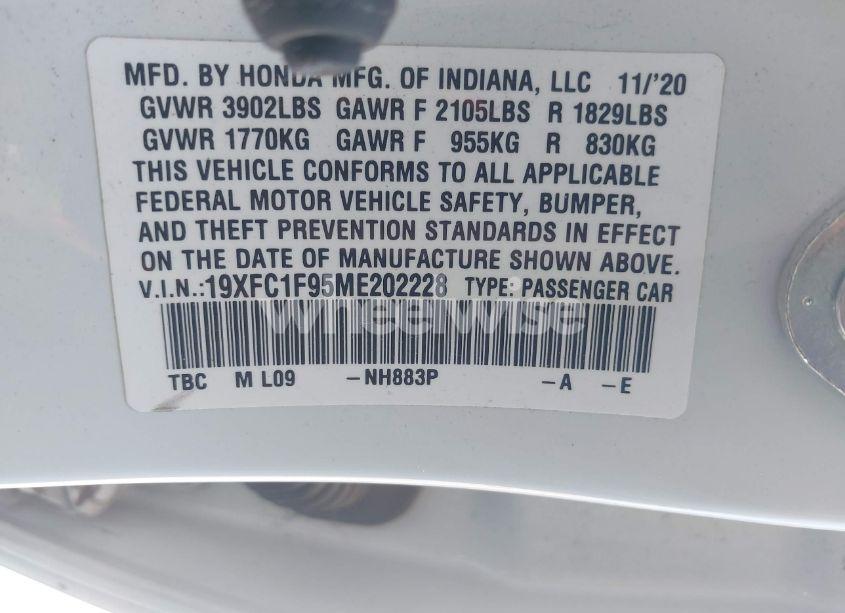 MFD. BY HONDA MFG. OF INDIANA, LLC 11/'20
GVWR 3902LBS GAWR F 2105LBS R 1829LBS
GVWR 1770KG GAWR F 955KG R 830KG
THIS VEHICLE CONFORMS TO ALL APPLICABLE
FEDERAL MOTOR VEHICLE SAFETY, BUMPER,
AND THEFT PREVENTION STANDARDS IN EFFECT
ON THE DATE OF MANUFACTURE SHOWN ABOVE.
V.I.N.:19XFC1F95ME202228 TYPE: PASSENGER CAR
wheelwise
TBC M L09 -NH883P -A -E